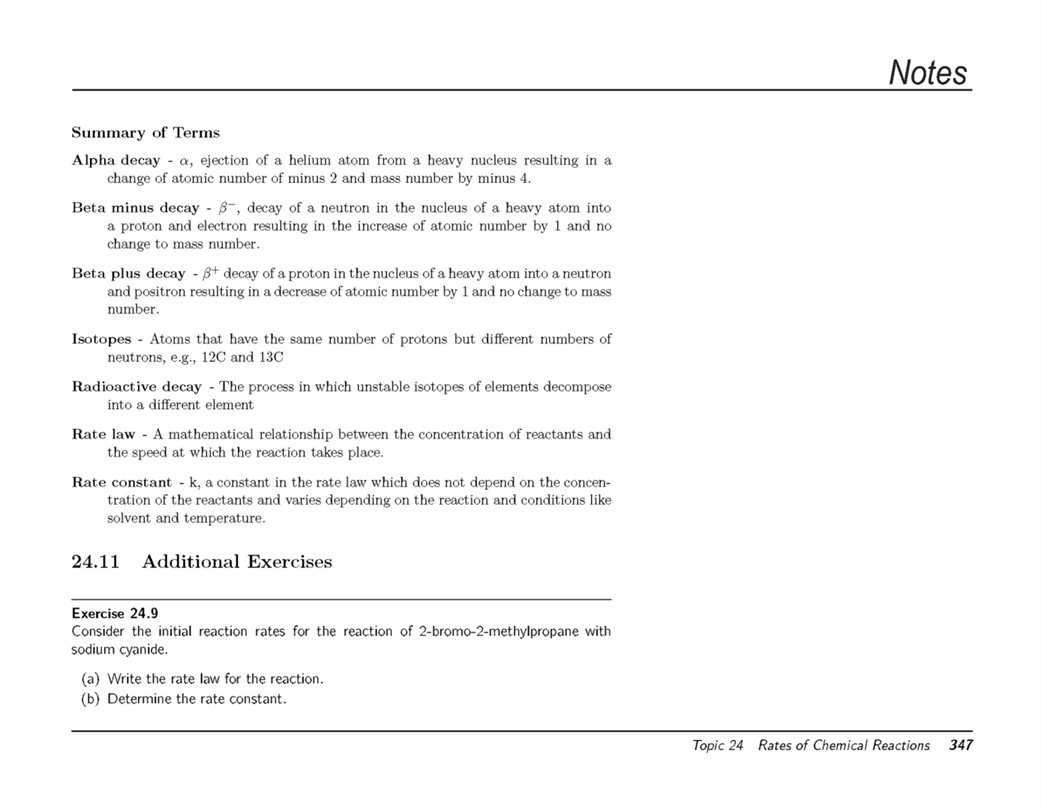 Notes
Summary of Terms
Alpha decay - α, ejection of a helium atom from a heavy nucleus resulting in a
change of atomic number of minus 2 and mass number by minus 4.
Beta minus decay - β⁻, decay of a neutron in the nucleus of a heavy atom into
a proton and electron resulting in the increase of atomic number by 1 and no
change to mass number.
Beta plus decay - β⁺ decay of a proton in the nucleus of a heavy atom into a neutron
and positron resulting in a decrease of atomic number by 1 and no change to mass
number.
Isotopes - Atoms that have the same number of protons but different numbers of
neutrons, e.g., 12C and 13C
Radioactive decay - The process in which unstable isotopes of elements decompose
into a different element
Rate law - A mathematical relationship between the concentration of reactants and
the speed at which the reaction takes place.
Rate constant - k, a constant in the rate law which does not depend on the concen-
tration of the reactants and varies depending on the reaction and conditions like
solvent and temperature.
24.11 Additional Exercises
Exercise 24.9
Consider the initial reaction rates for the reaction of 2-bromo-2-methylpropane with
sodium cyanide.
(a) Write the rate law for the reaction.
(b) Determine the rate constant.
Topic 24 Rates of Chemical Reactions 347